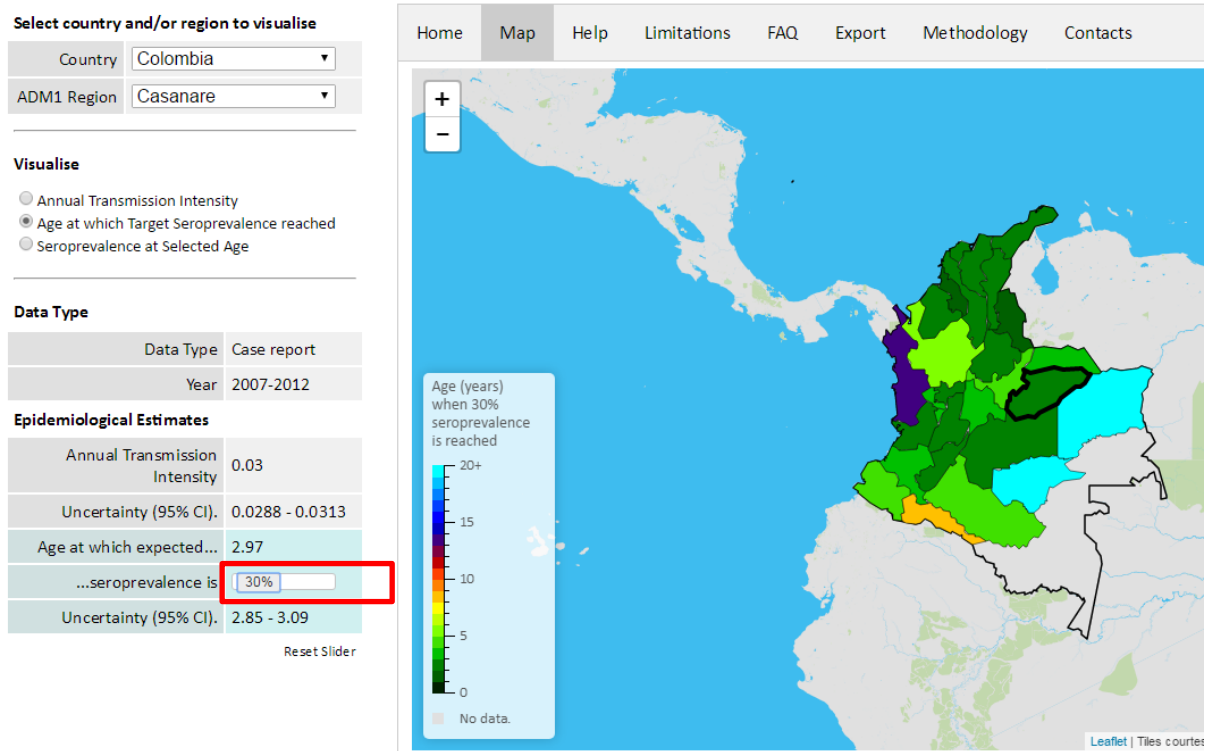 Select country and/or region to visualise
Country Colombia
ADM1 Region Casanare
Visualise
Annual Transmission Intensity
Age at which Target Seroprevalence reached
Seroprevalence at Selected Age
Data Type
Data Type Case report
Year 2007-2012
Epidemiological Estimates
Annual Transmission
Intensity 0.03
Uncertainty (95% CI). 0.0288 - 0.0313
Age at which expected... 2.97
...seroprevalence is 30%
Uncertainty (95% CI). 2.85 - 3.09
Reset Slider
Home Map Help Limitations FAQ Export Methodology Contacts
+
−
Age (years)
when 30%
seroprevalence
is reached
20+
15
10
5
0
No data.
Leaflet | Tiles courtes